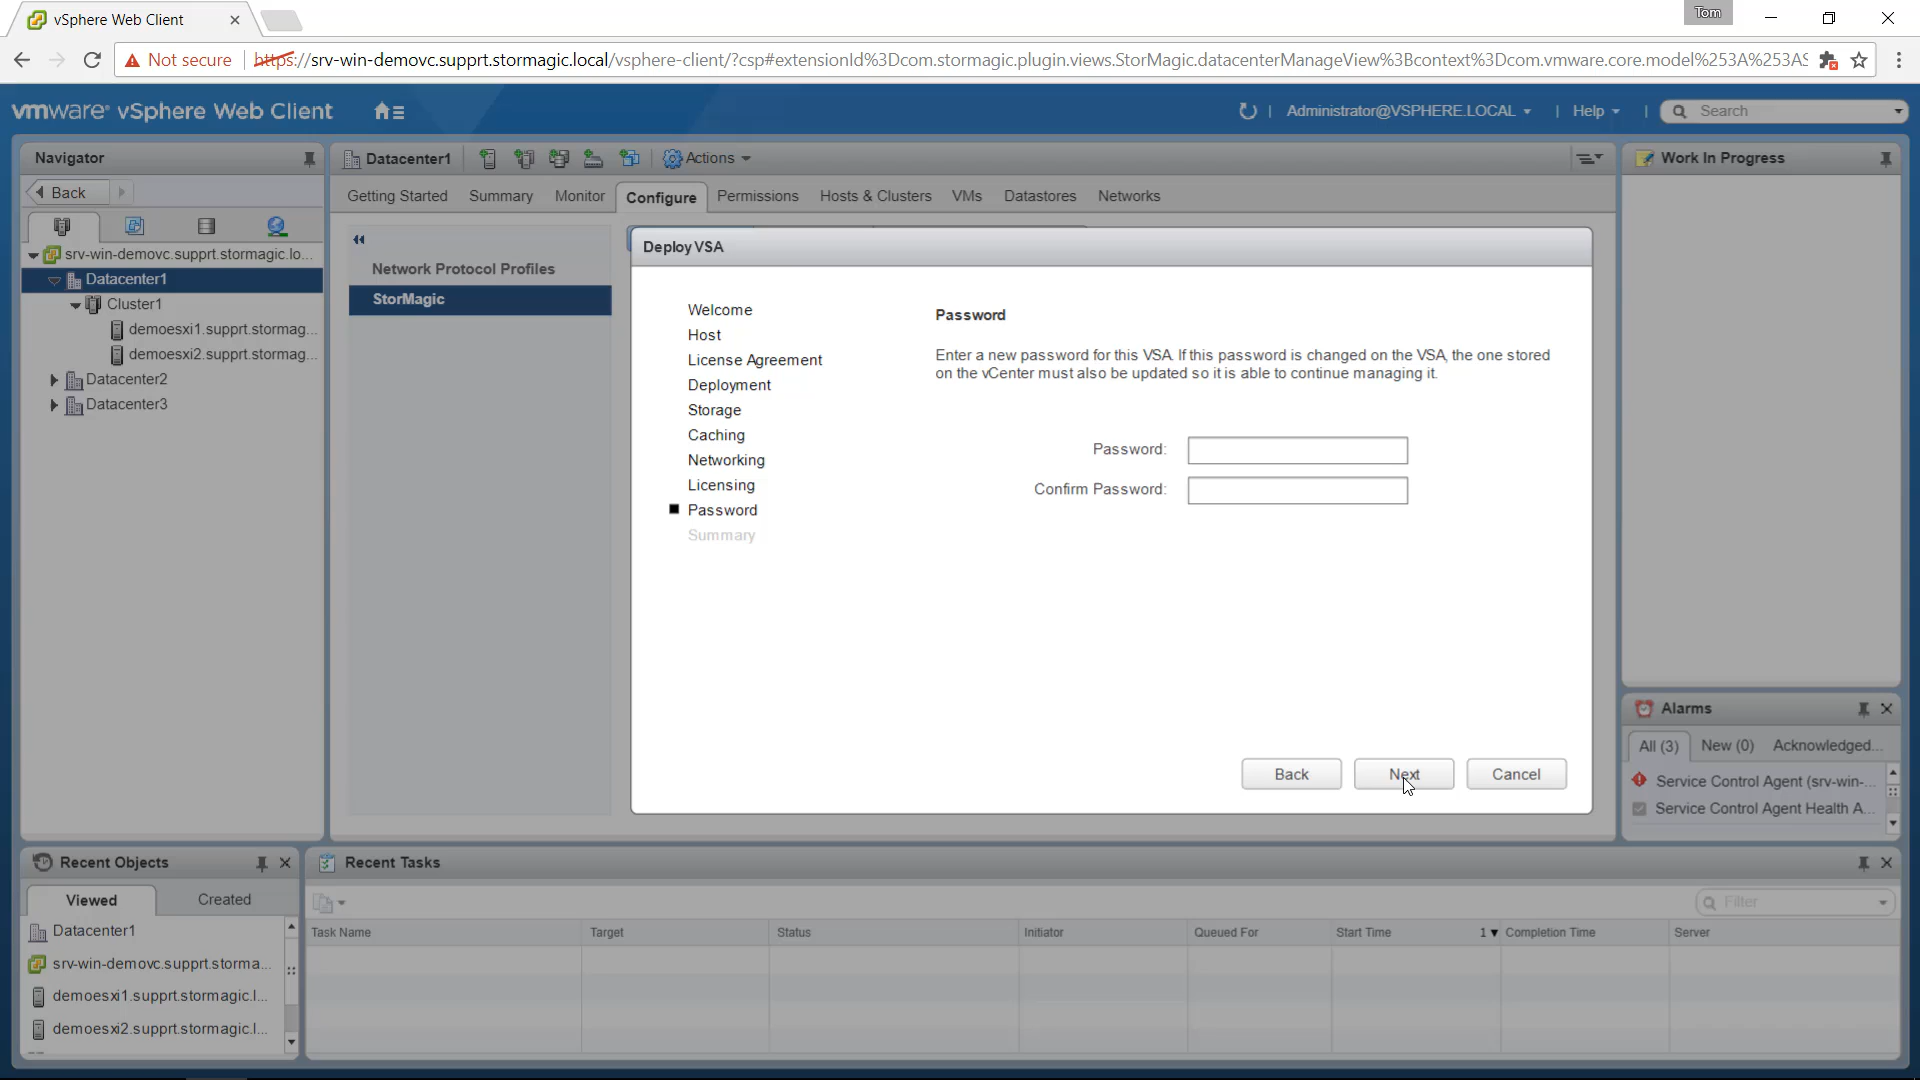 vSphere Web Client
Tom
Not secure
https://srv-win-demovc.supprt.stormagic.local/vsphere-client/?csp#extensionId%3Dcom.stormagic.plugin.views.StorMagic.datacenterManageView%3Bcontext%3Dcom.vmware.core.model%253A%253AS
vmware® vSphere Web Client
Administrator@VSPHERE.LOCAL
Help
Search
Navigator
Back
srv-win-demovc.supprt.stormagic.lo...
Datacenter1
Cluster1
demoesxi1.supprt.stormag...
demoesxi2.supprt.stormag...
Datacenter2
Datacenter3
Datacenter1
Actions
Getting Started
Summary
Monitor
Configure
Permissions
Hosts & Clusters
VMs
Datastores
Networks
Network Protocol Profiles
StorMagic
Deploy VSA
Welcome
Host
License Agreement
Deployment
Storage
Caching
Networking
Licensing
Password
Summary
Password
Enter a new password for this VSA. If this password is changed on the VSA, the one stored
on the vCenter must also be updated so it is able to continue managing it.
Password:
Confirm Password:
Back
Next
Cancel
Work In Progress
Alarms
All (3)
New (0)
Acknowledged...
Service Control Agent (srv-win-...
Service Control Agent Health A...
Recent Objects
Viewed
Created
Datacenter1
srv-win-demovc.supprt.storma...
demoesxi1.supprt.stormagic.l...
demoesxi2.supprt.stormagic.l...
Recent Tasks
Filter
Task Name
Target
Status
Initiator
Queued For
Start Time
1
Completion Time
Server